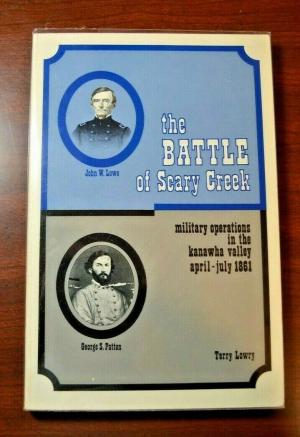 the
BATTLE
of Scary Creek
John W. Lowe
military operations
in the
kanawha valley
april-july 1861
George S. Patton
Terry Lowry